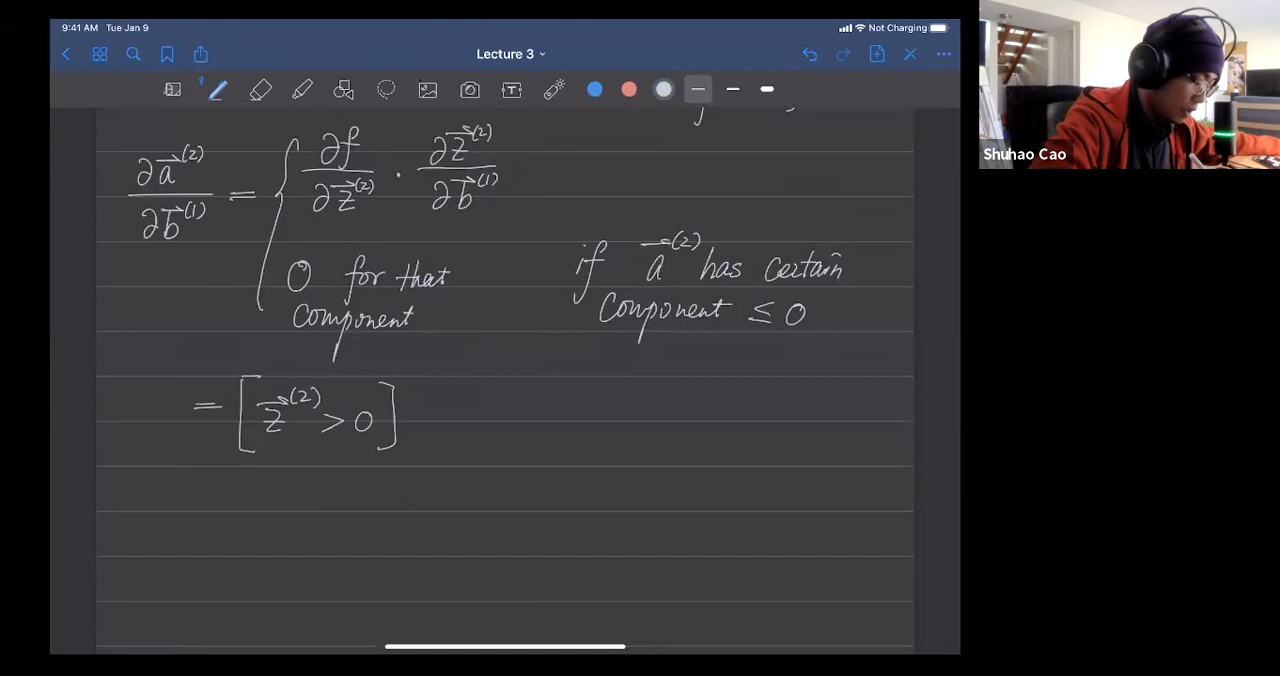 9:41 AM Tue Jan 9
Not Charging
Lecture 3
∂a⃗⁽²⁾/∂b⃗⁽¹⁾ = { ∂f/∂z⃗⁽²⁾ · ∂z⃗⁽²⁾/∂b⃗⁽¹⁾
0 for that component
if a⃗⁽²⁾ has certain component ≤ 0
= [ z⃗⁽²⁾ > 0 ]
Shuhao Cao